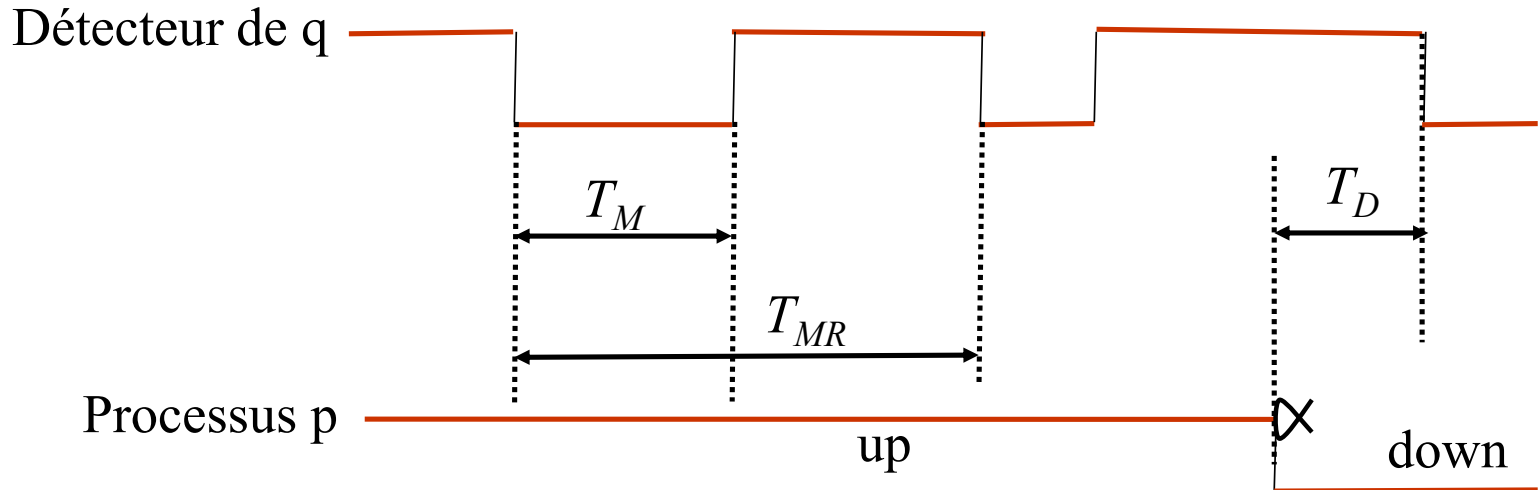 Détecteur de q
T_M
T_D
T_MR
Processus p
up
down